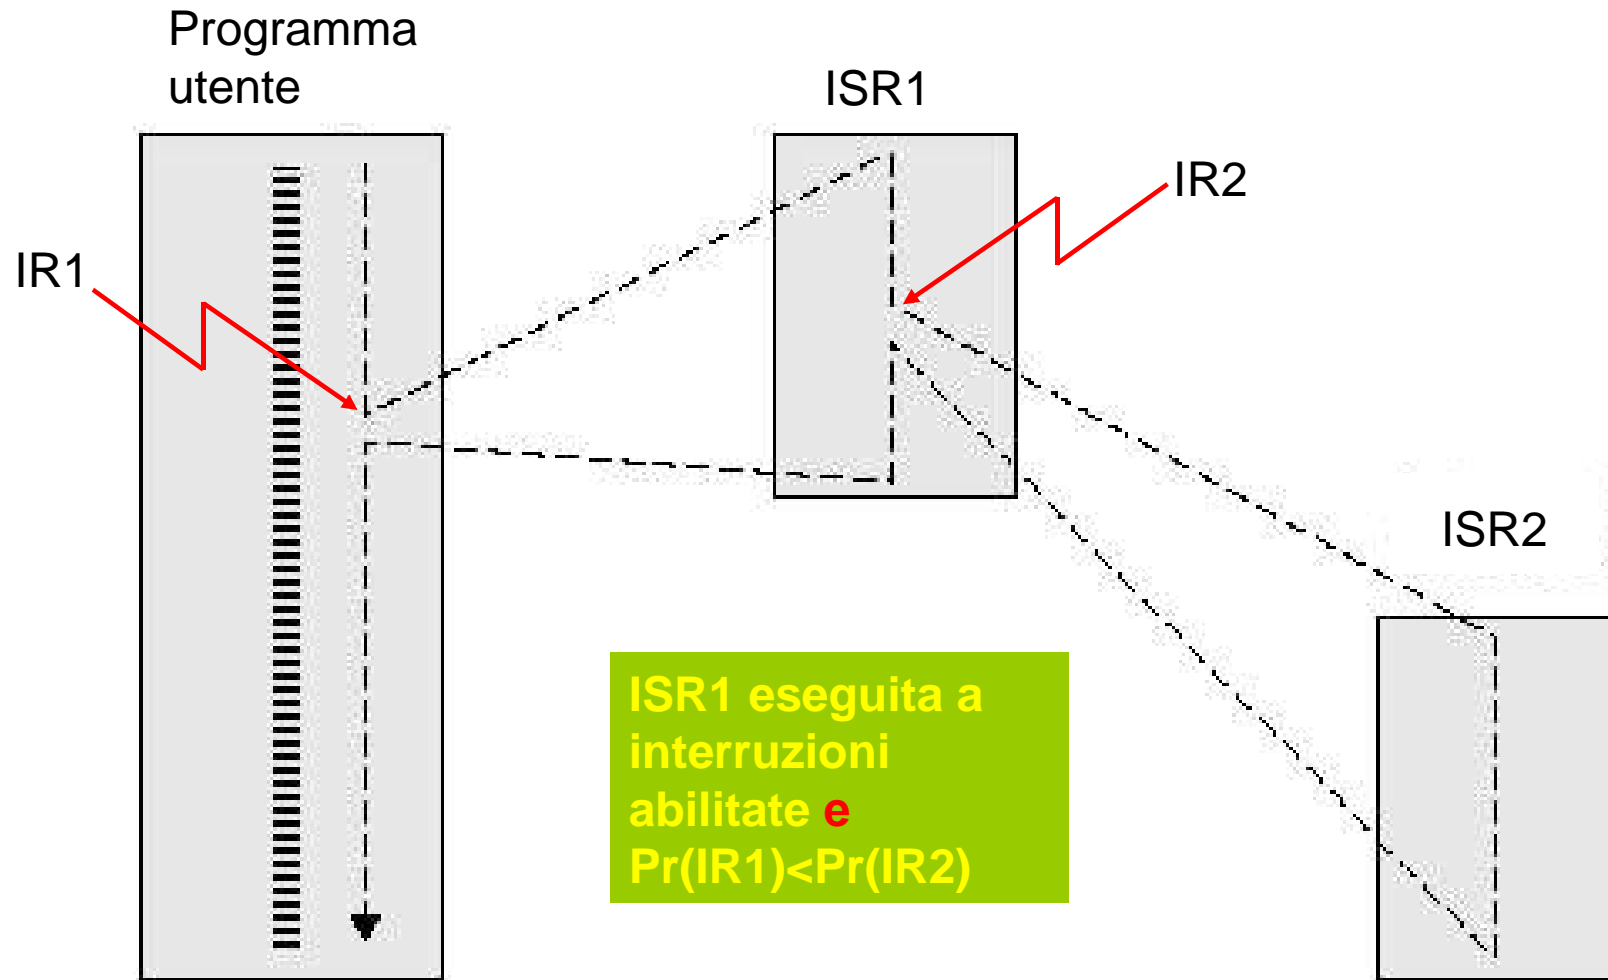 Programma
utente
ISR1
IR2
IR1
ISR2
ISR1 eseguita a
interruzioni
abilitate e
Pr(IR1)<Pr(IR2)